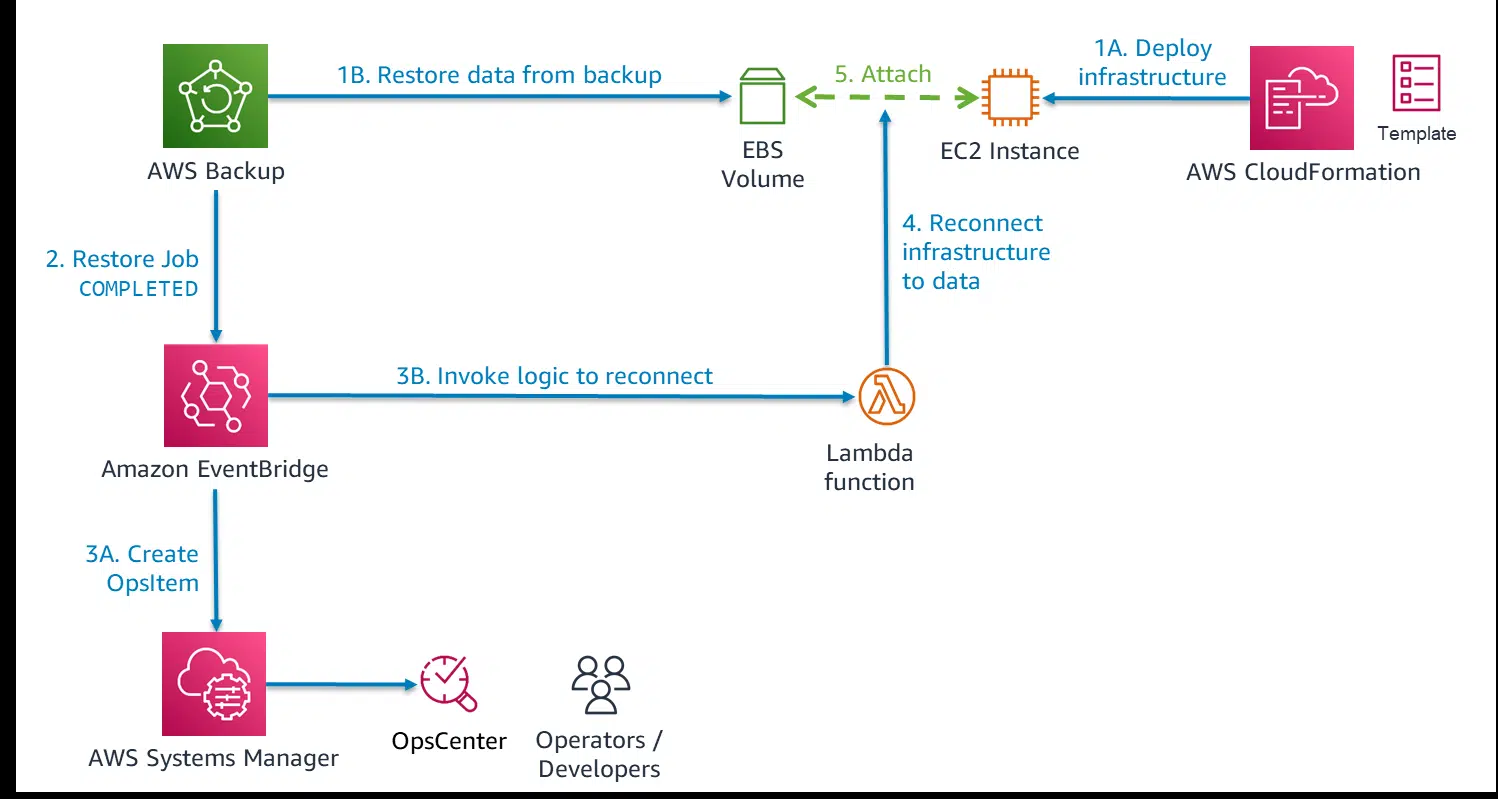 1B. Restore data from backup
5. Attach
1A. Deploy
infrastructure
Template
AWS Backup
EBS
Volume
EC2 Instance
AWS CloudFormation
2. Restore Job
COMPLETED
4. Reconnect
infrastructure
to data
3B. Invoke logic to reconnect
Amazon EventBridge
Lambda
function
3A. Create
OpsItem
AWS Systems Manager
OpsCenter
Operators /
Developers